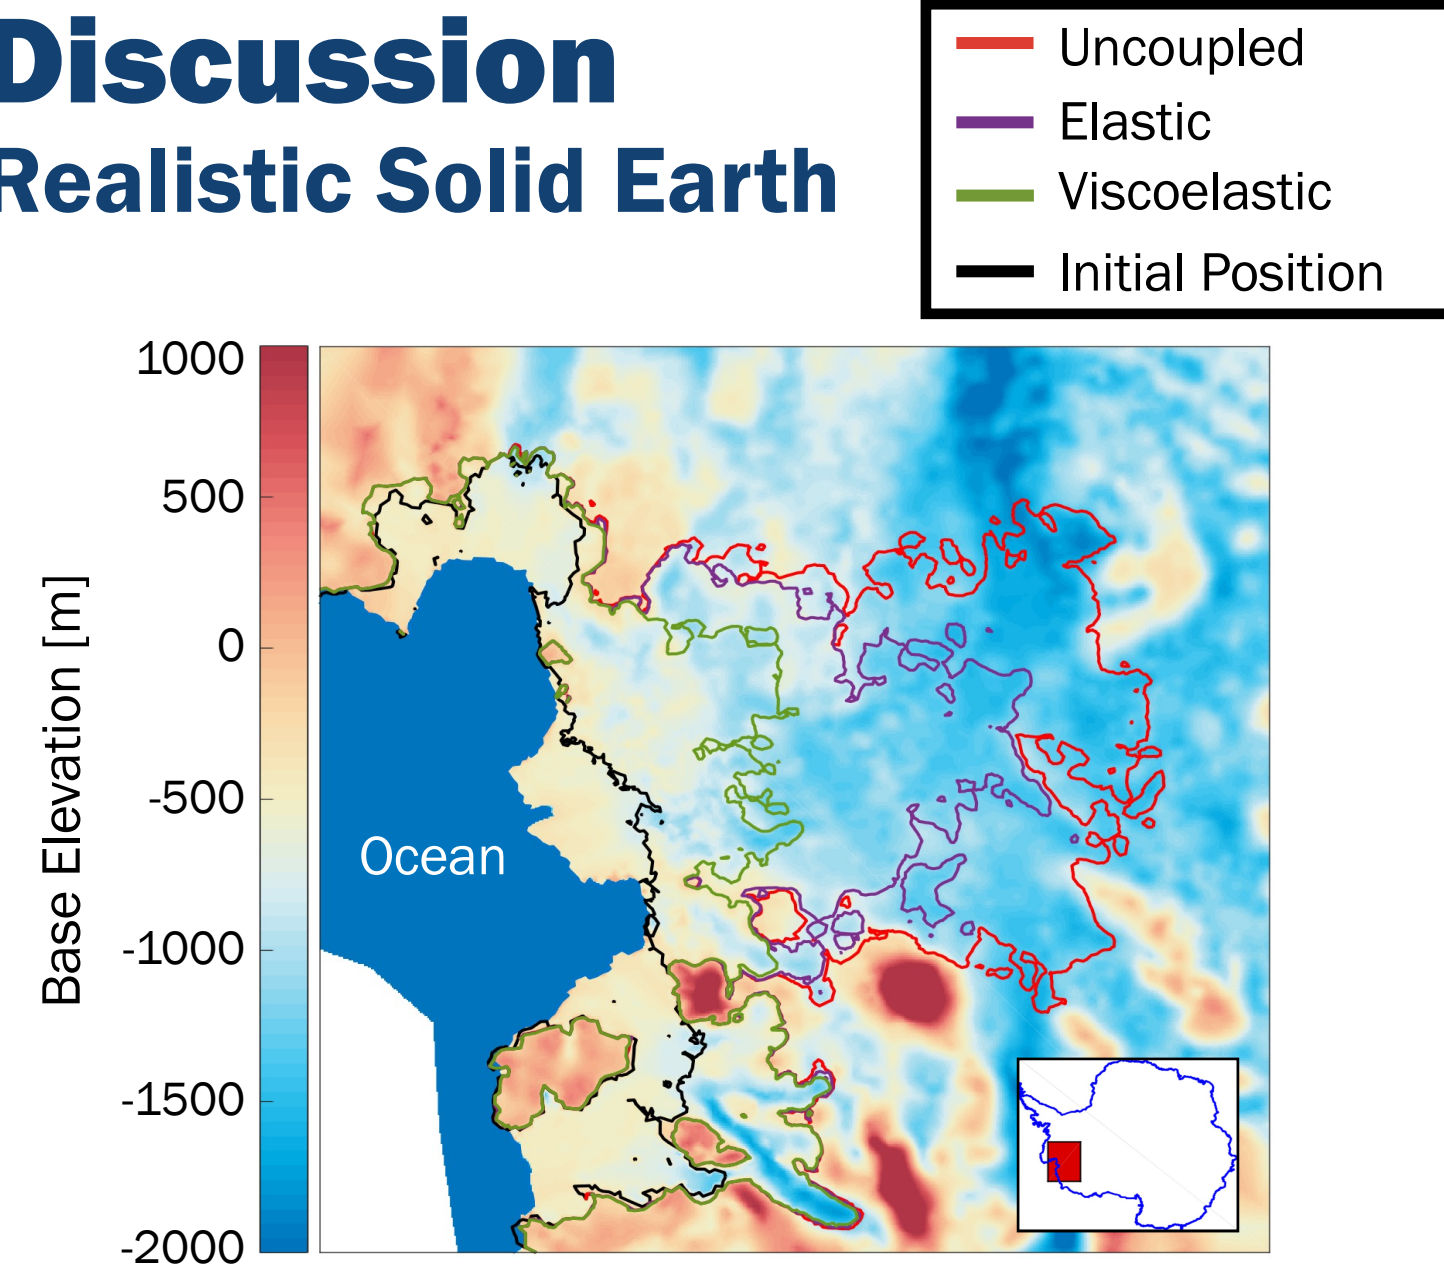 Discussion
Realistic Solid Earth
Uncoupled
Elastic
Viscoelastic
Initial Position
Base Elevation [m]
1000
500
0
-500
-1000
-1500
-2000
Ocean